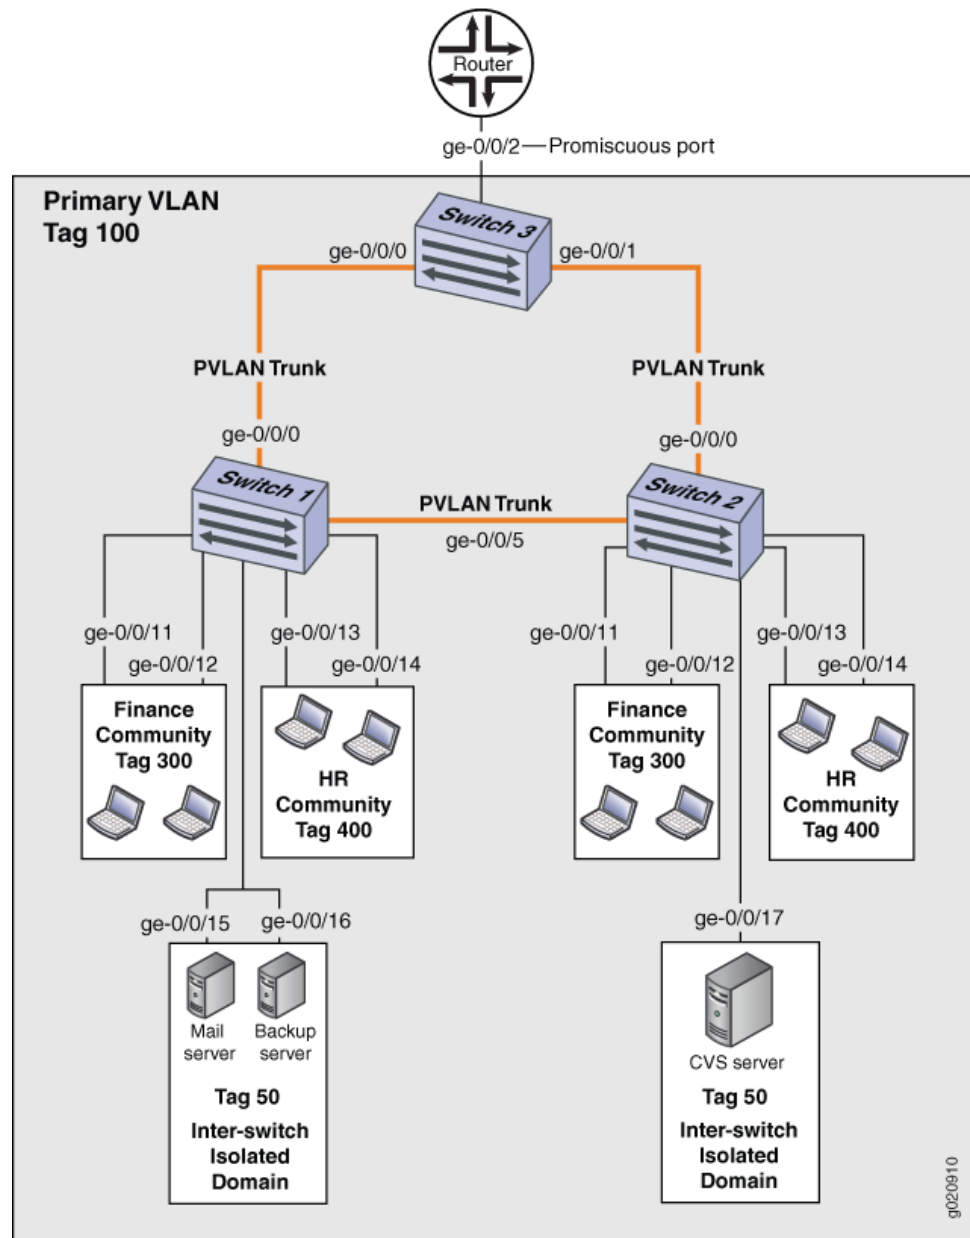 Router
ge-0/0/2
Promiscuous port
Primary VLAN
Tag 100
Switch 3
ge-0/0/0
ge-0/0/1
PVLAN Trunk
PVLAN Trunk
ge-0/0/0
ge-0/0/0
Switch 1
PVLAN Trunk
ge-0/0/5
Switch 2
ge-0/0/11
ge-0/0/12
ge-0/0/13
ge-0/0/14
ge-0/0/11
ge-0/0/12
ge-0/0/13
ge-0/0/14
Finance
Community
Tag 300
HR
Community
Tag 400
Finance
Community
Tag 300
HR
Community
Tag 400
ge-0/0/15
ge-0/0/16
ge-0/0/17
Mail
server
Backup
server
Tag 50
Inter-switch
Isolated
Domain
CVS server
Tag 50
Inter-switch
Isolated
Domain
g020910